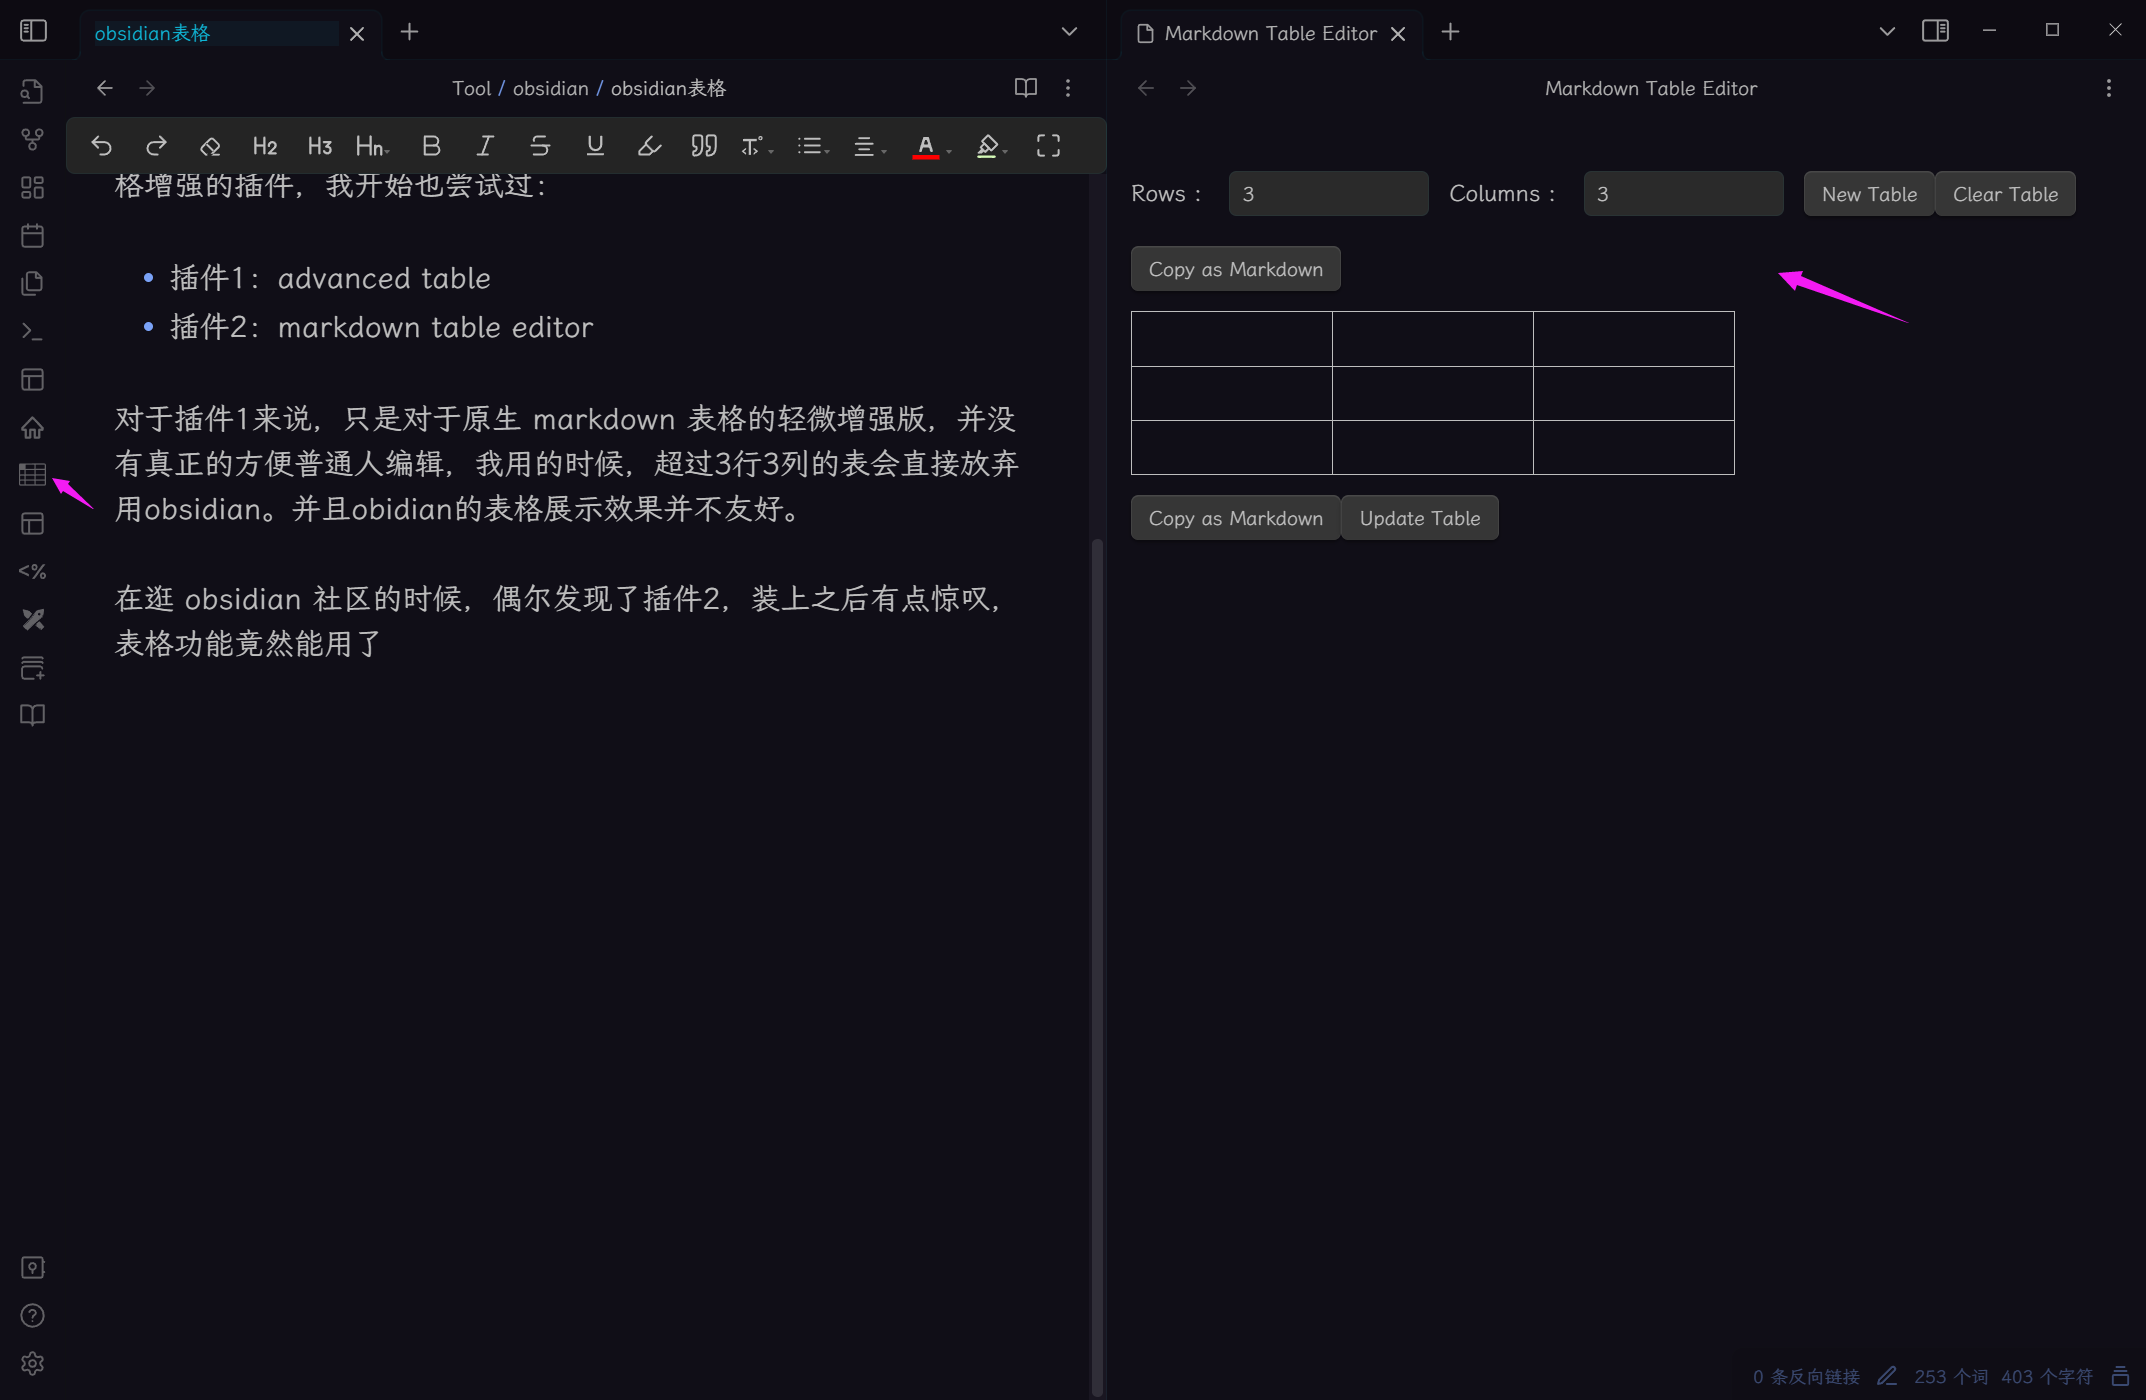 obsidian表格
Markdown Table Editor
Tool / obsidian / obsidian表格
Markdown Table Editor
H2 H3 Hn B I S U T A
格增强的插件，我开始也尝试过：
插件1：advanced table
插件2：markdown table editor
对于插件1来说，只是对于原生 markdown 表格的轻微增强版，并没
有真正的方便普通人编辑，我用的时候，超过3行3列的表会直接放弃
用obsidian。并且obidian的表格展示效果并不友好。
在逛 obsidian 社区的时候，偶尔发现了插件2，装上之后有点惊叹，
表格功能竟然能用了
Rows : 3 Columns : 3 New Table Clear Table
Copy as Markdown
Copy as Markdown Update Table
<%
0 条反向链接 253 个词 403 个字符